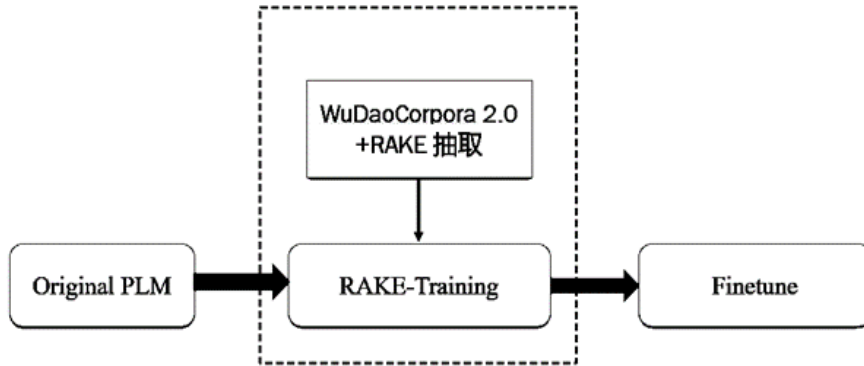 WuDaoCorpora 2.0
+RAKE 抽取
Original PLM
RAKE-Training
Finetune